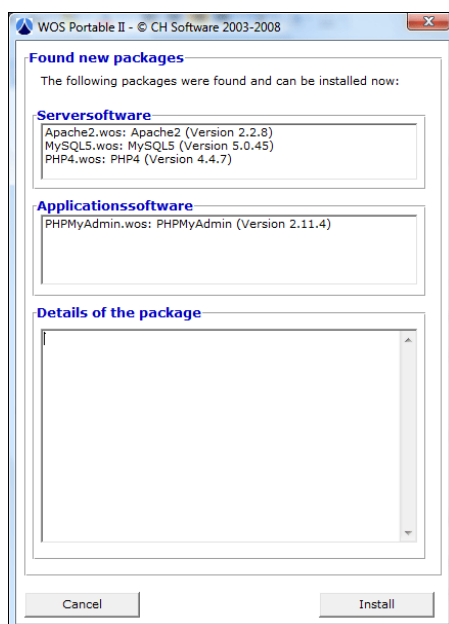 WOS Portable II - © CH Software 2003-2008
Found new packages
The following packages were found and can be installed now:
Serversoftware
Apache2.wos: Apache2 (Version 2.2.8)
MySQL5.wos: MySQL5 (Version 5.0.45)
PHP4.wos: PHP4 (Version 4.4.7)
Applicationssoftware
PHPMyAdmin.wos: PHPMyAdmin (Version 2.11.4)
Details of the package
Cancel
Install